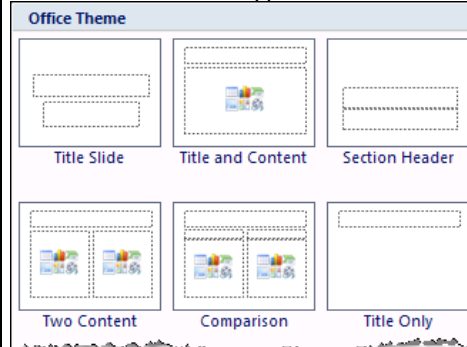 Office Theme
Title Slide
Title and Content
Section Header
Two Content
Comparison
Title Only